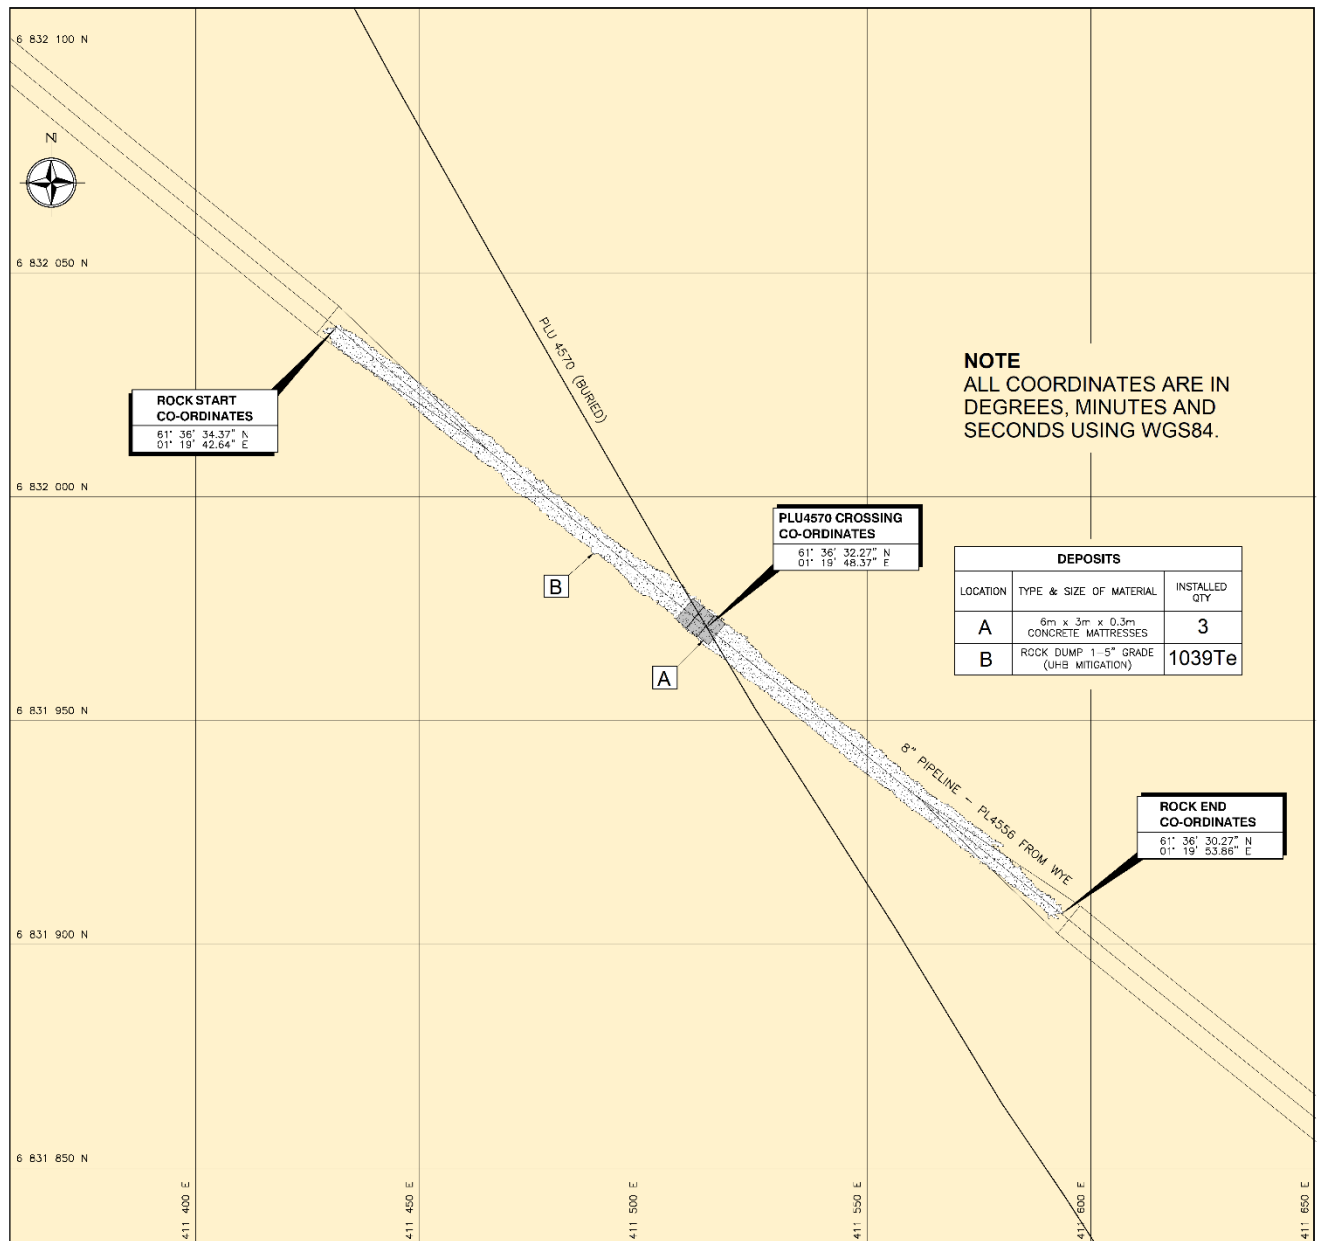 6 832 100 N
N
6 832 050 N
PLU 4570 (BURIED)
NOTE
ALL COORDINATES ARE IN
DEGREES, MINUTES AND
SECONDS USING WGS84.
ROCK START
CO-ORDINATES
61° 36' 34.37" N
01° 19' 42.64" E
6 832 000 N
PLU4570 CROSSING
CO-ORDINATES
61° 36' 32.27" N
01° 19' 48.37" E
B
A
DEPOSITS
LOCATION TYPE & SIZE OF MATERIAL INSTALLED QTY
A 6m x 3m x 0.3m CONCRETE MATTRESSES 3
B ROCK DUMP 1-5" GRADE (UHB MITIGATION) 1039Te
6 831 950 N
8" PIPELINE - PL4556 FROM WYE
ROCK END
CO-ORDINATES
61° 36' 30.27" N
01° 19' 53.86" E
6 831 900 N
6 831 850 N
411 400 E
411 450 E
411 500 E
411 550 E
411 600 E
411 650 E